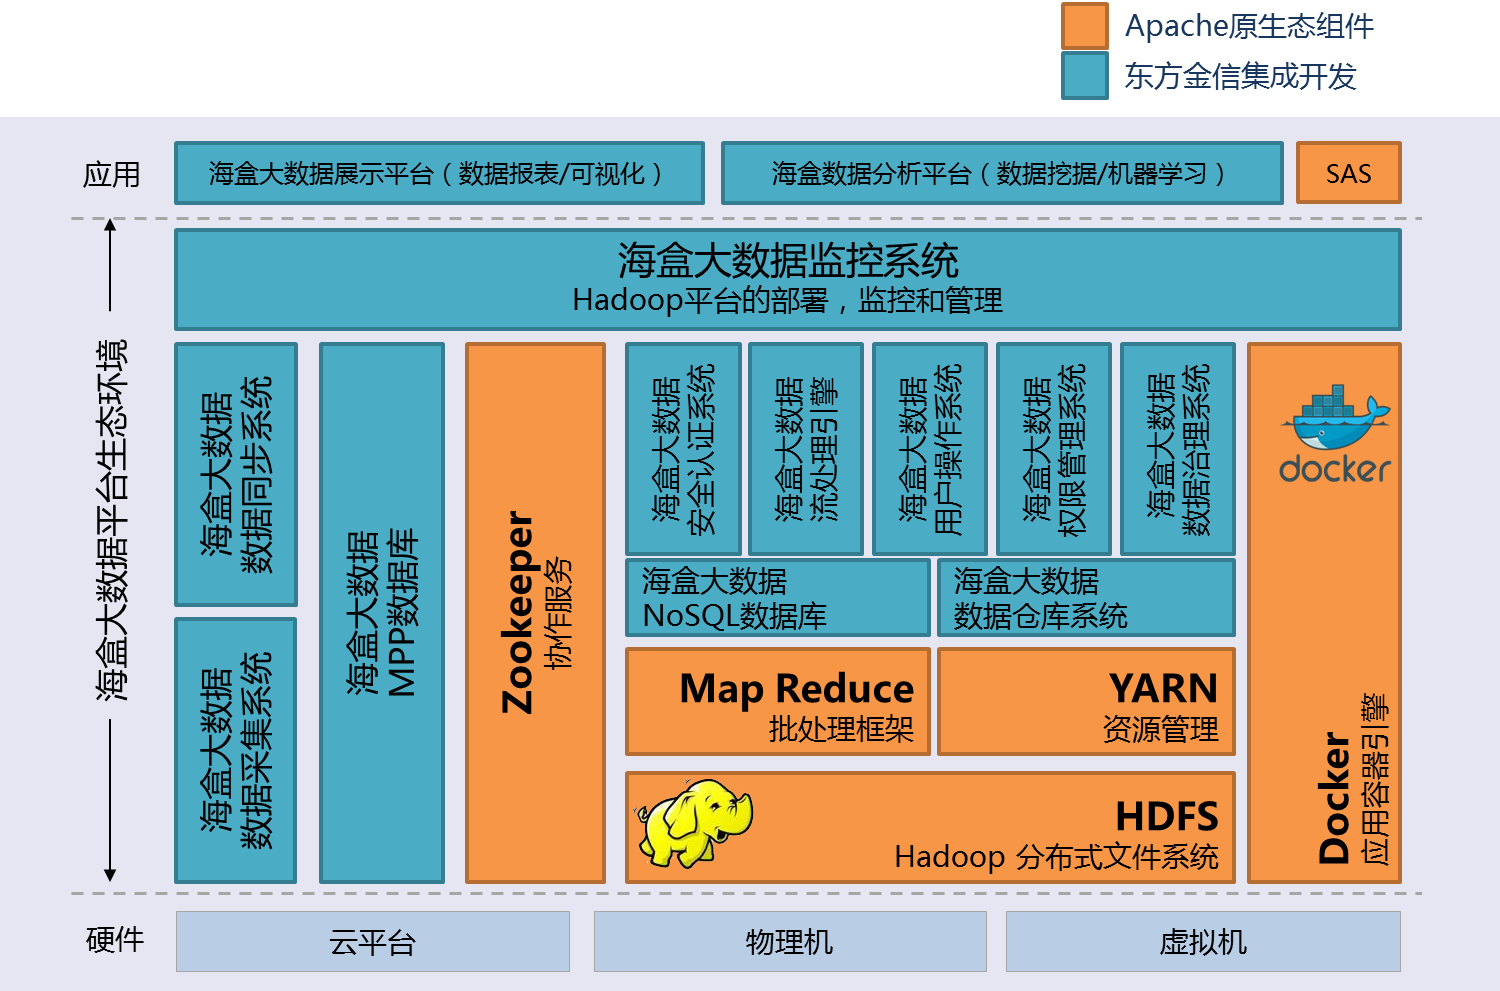 Apache原生态组件
东方金信集成开发
应用
海盒大数据展示平台（数据报表/可视化）
海盒数据分析平台（数据挖掘/机器学习）
SAS
海盒大数据平台生态环境
海盒大数据监控系统
Hadoop平台的部署，监控和管理
海盒大数据
数据同步系统
海盒大数据
数据采集系统
海盒大数据
MPP数据库
Zookeeper
协作服务
海盒大数据
安全认证系统
海盒大数据
流处理引擎
海盒大数据
用户操作系统
海盒大数据
权限管理系统
海盒大数据
数据治理系统
海盒大数据
NoSQL数据库
海盒大数据
数据仓库系统
Map Reduce
批处理框架
YARN
资源管理
HDFS
Hadoop 分布式文件系统
docker
Docker
应用容器引擎
硬件
云平台
物理机
虚拟机